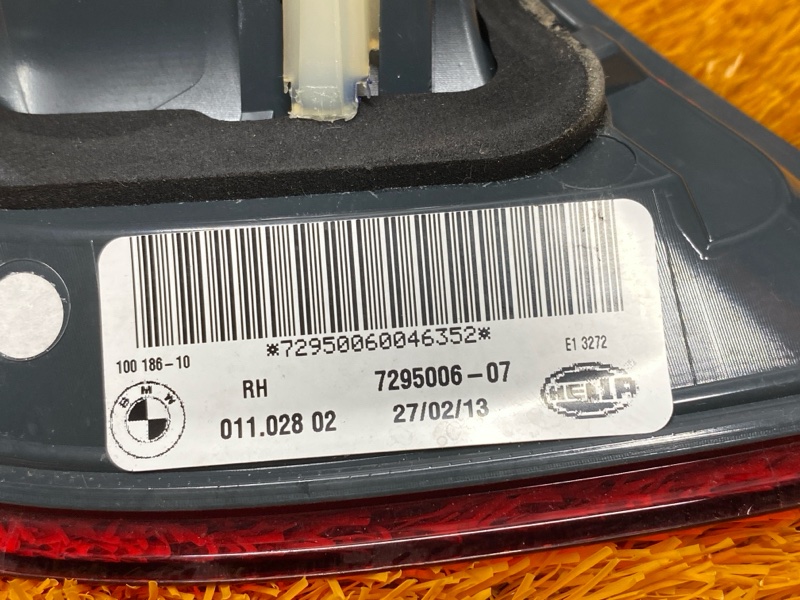 *72950060046352*
100 186-10
E1 3272
RH
7295006-07
BMW
011.028 02
27/02/13
HELLA